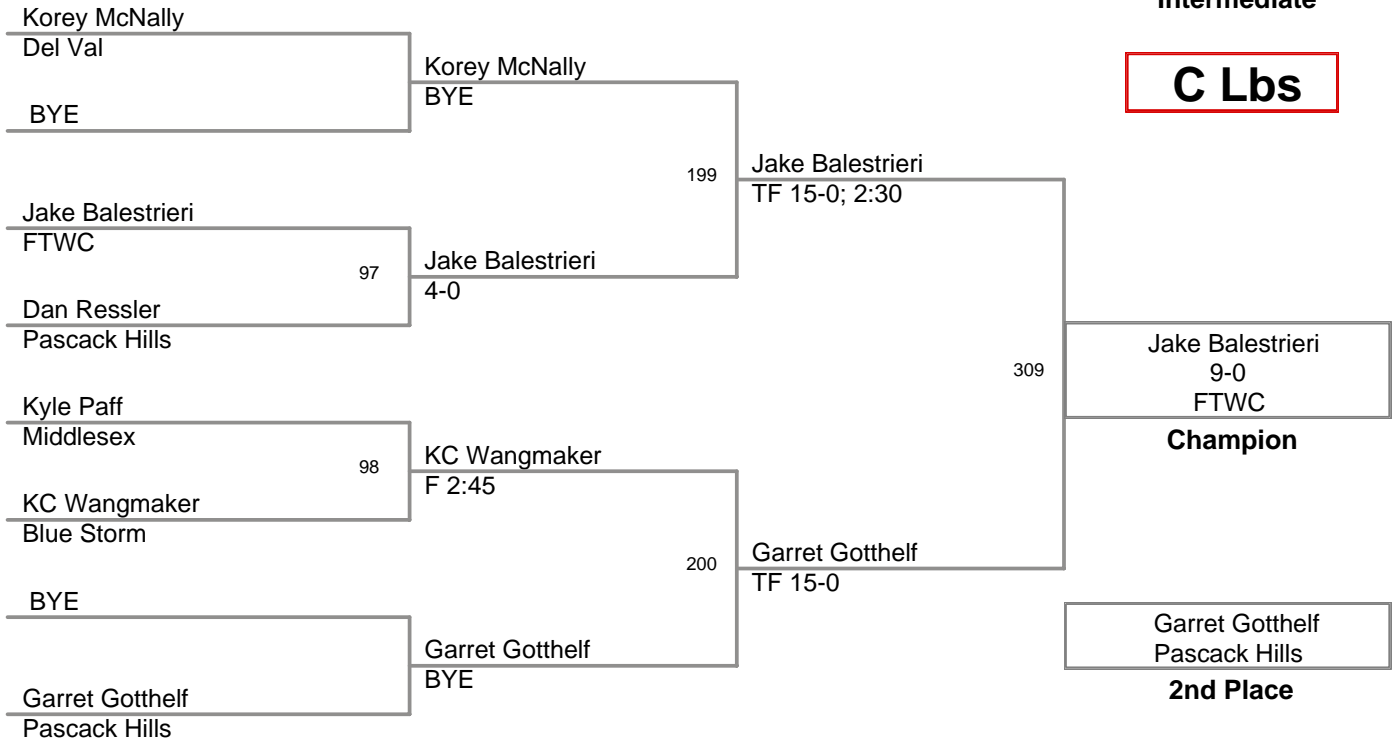 Intermediate
C Lbs
Korey McNally
Del Val
BYE
Jake Balestrieri
FTWC
97
Dan Ressler
Pascack Hills
Kyle Paff
Middlesex
98
KC Wangmaker
Blue Storm
BYE
Garret Gotthelf
Pascack Hills
Korey McNally
BYE
199
Jake Balestrieri
4-0
KC Wangmaker
F 2:45
200
Garret Gotthelf
BYE
Jake Balestrieri
TF 15-0; 2:30
309
Garret Gotthelf
TF 15-0
Jake Balestrieri
9-0
FTWC
Champion
Garret Gotthelf
Pascack Hills
2nd Place